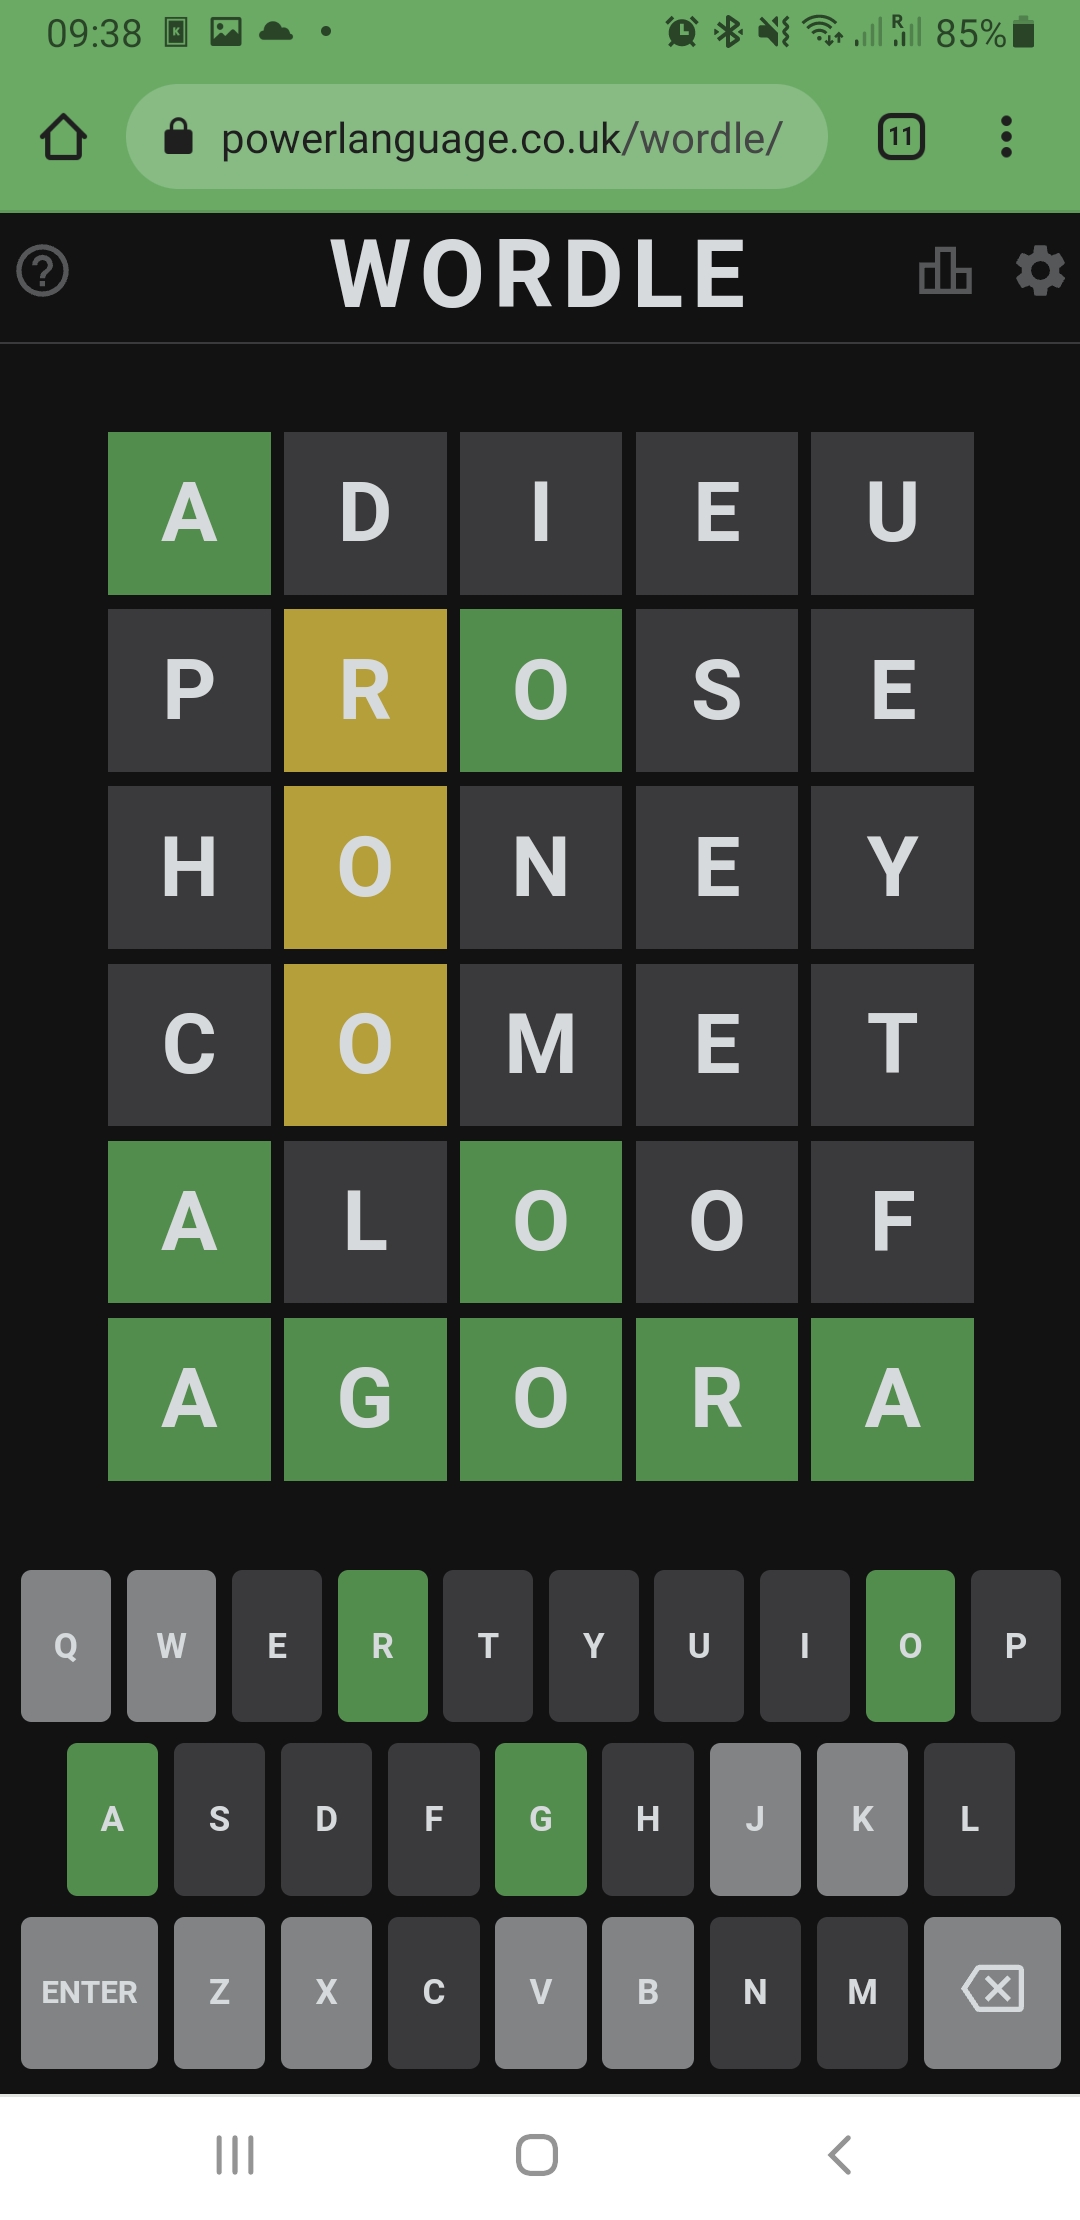 09:38 K R 85%
powerlanguage.co.uk/wordle/ 11
? WORDLE
A D I E U
P R O S E
H O N E Y
C O M E T
A L O O F
A G O R A
Q W E R T Y U I O P
A S D F G H J K L
ENTER Z X C V B N M